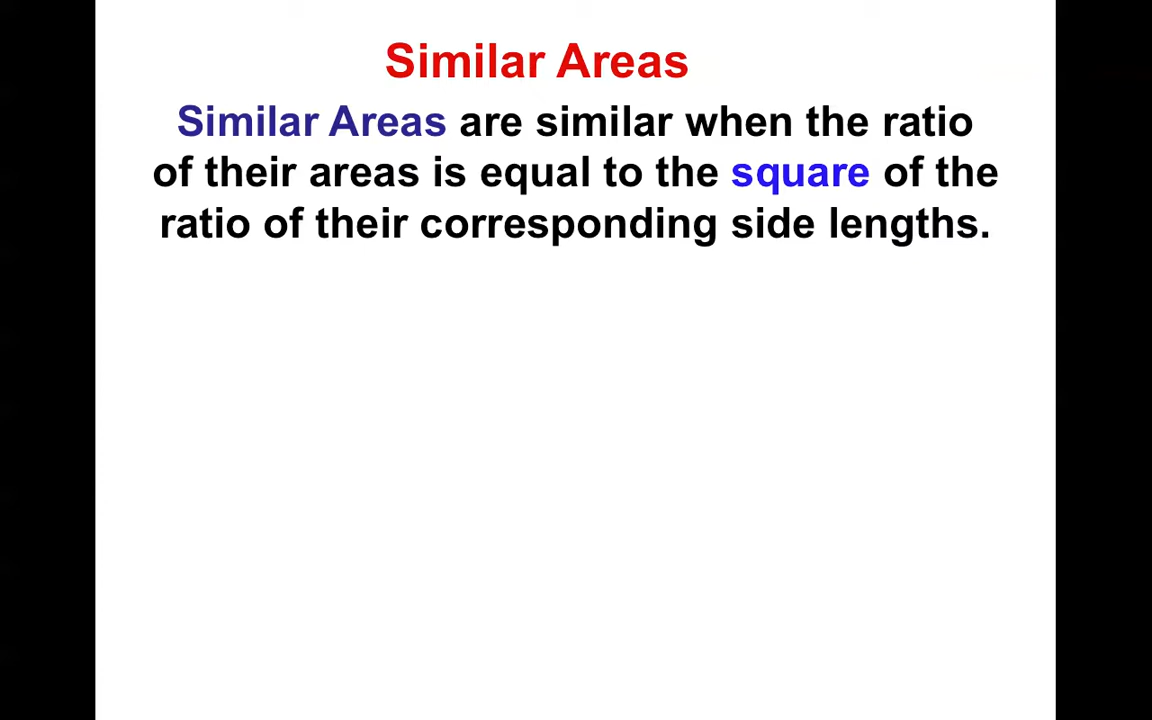 Similar Areas
Similar Areas are similar when the ratio
of their areas is equal to the square of the
ratio of their corresponding side lengths.